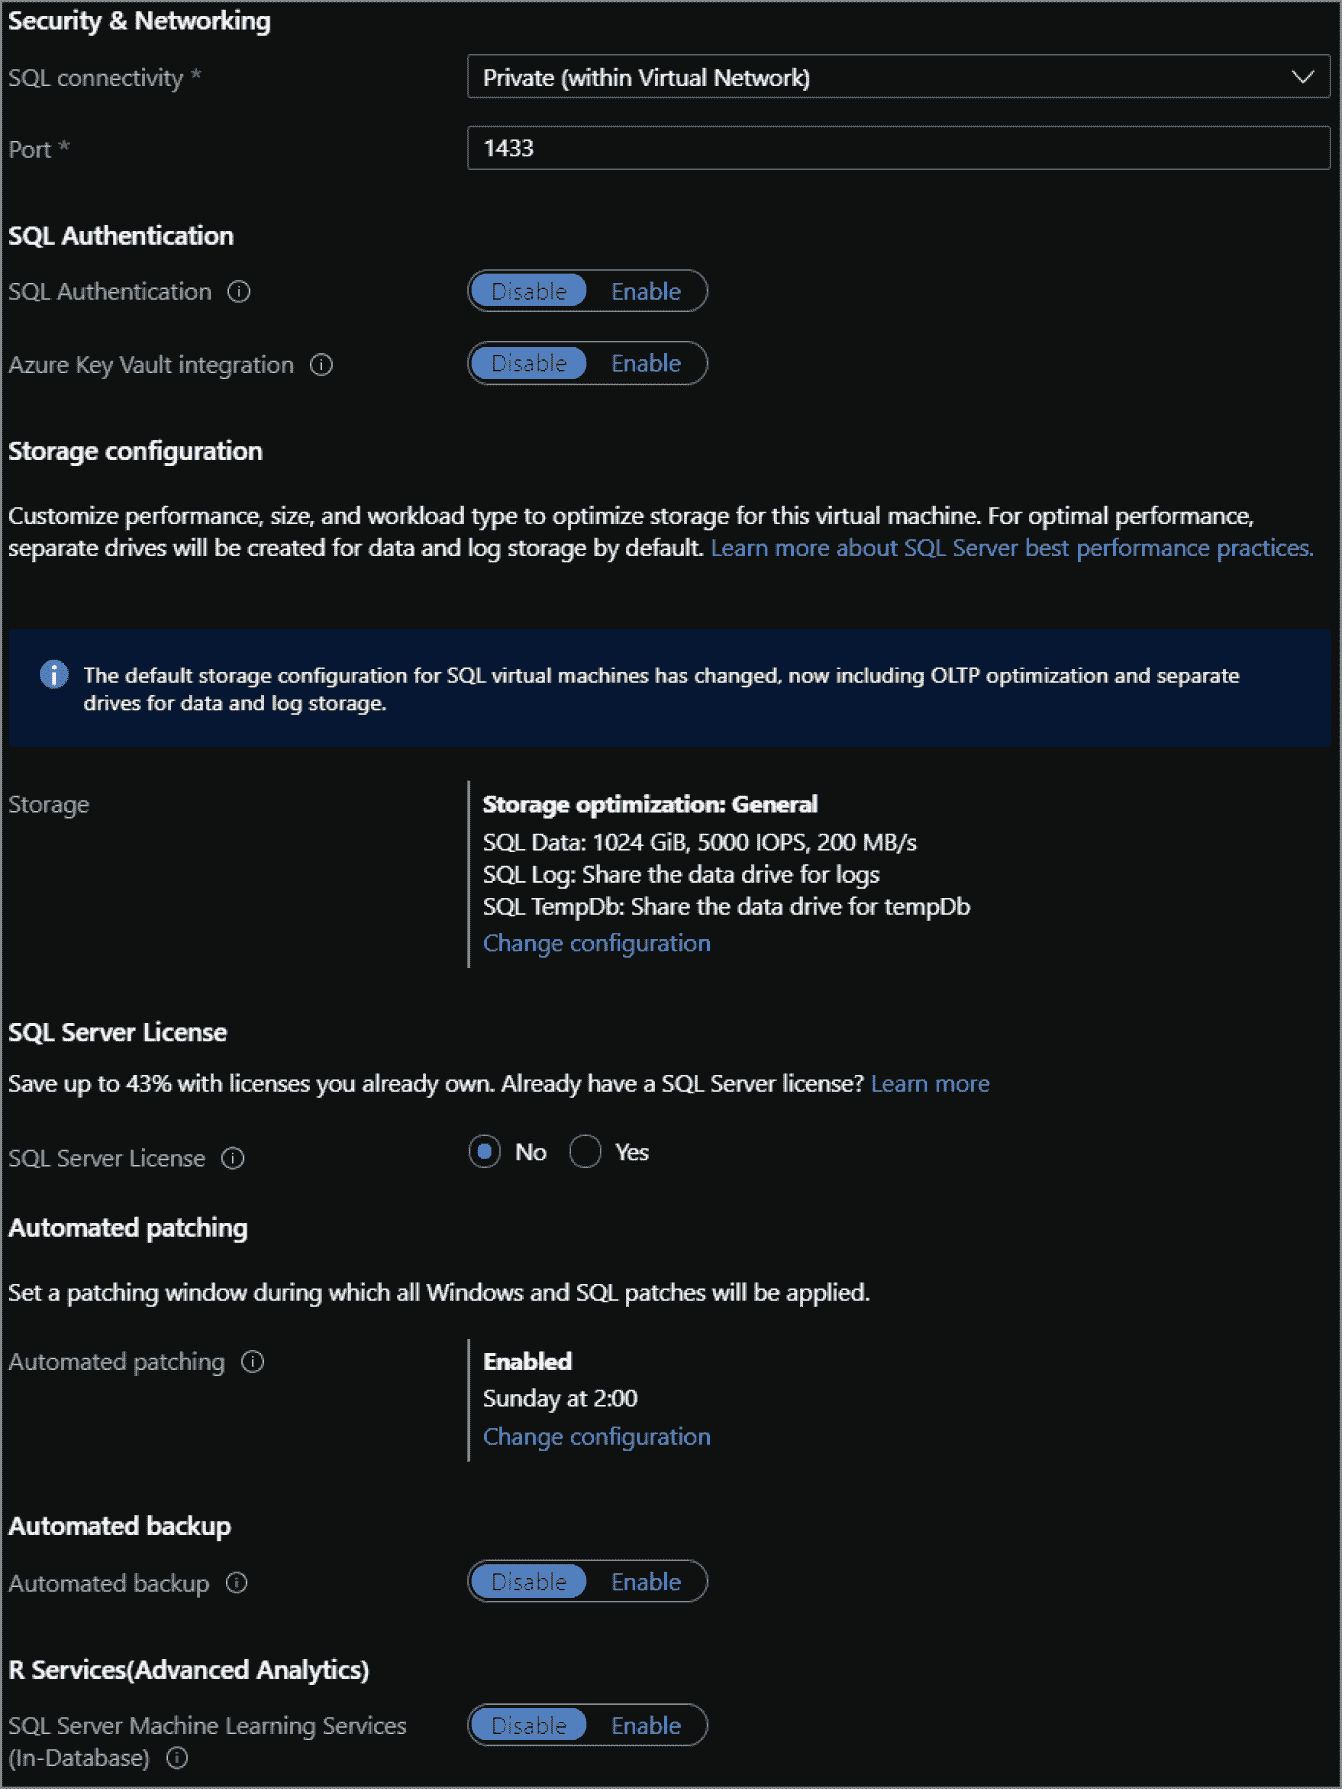 Security & Networking
SQL connectivity *
Private (within Virtual Network)
Port *
1433
SQL Authentication
SQL Authentication
Disable
Enable
Azure Key Vault integration
Disable
Enable
Storage configuration
Customize performance, size, and workload type to optimize storage for this virtual machine. For optimal performance,
separate drives will be created for data and log storage by default. Learn more about SQL Server best performance practices.
The default storage configuration for SQL virtual machines has changed, now including OLTP optimization and separate
drives for data and log storage.
Storage
Storage optimization: General
SQL Data: 1024 GiB, 5000 IOPS, 200 MB/s
SQL Log: Share the data drive for logs
SQL TempDb: Share the data drive for tempDb
Change configuration
SQL Server License
Save up to 43% with licenses you already own. Already have a SQL Server license? Learn more
SQL Server License
No
Yes
Automated patching
Set a patching window during which all Windows and SQL patches will be applied.
Automated patching
Enabled
Sunday at 2:00
Change configuration
Automated backup
Automated backup
Disable
Enable
R Services(Advanced Analytics)
SQL Server Machine Learning Services
(In-Database)
Disable
Enable